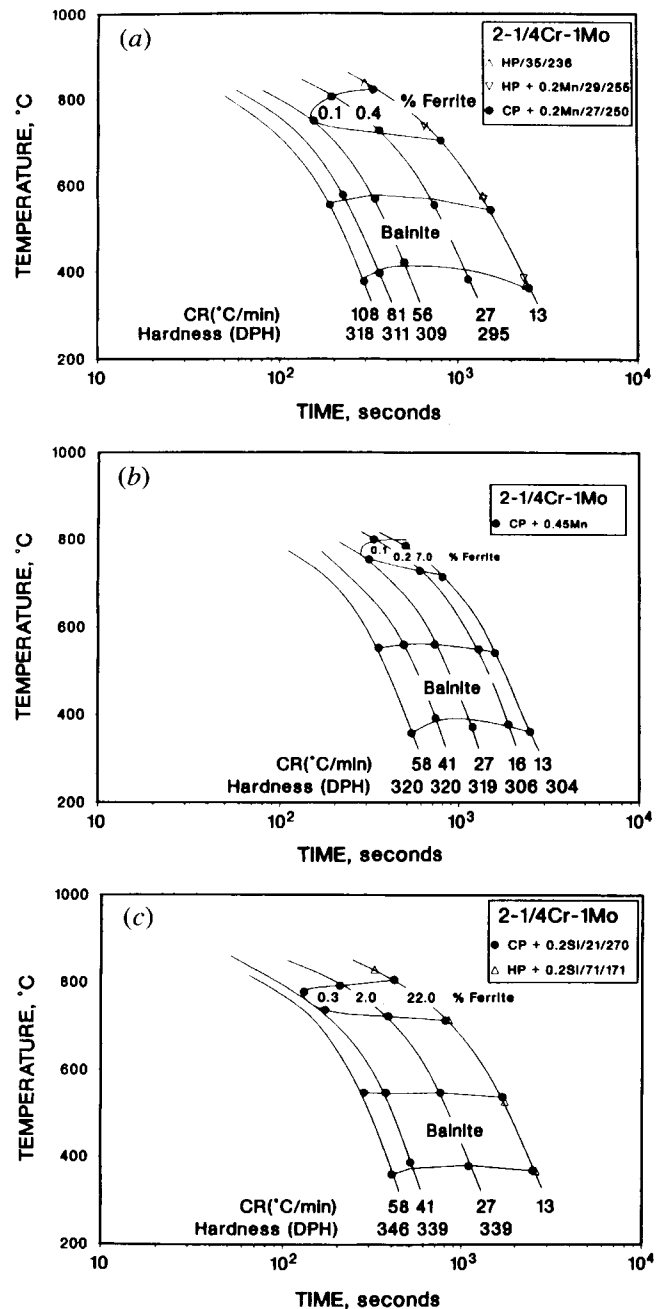 (a)
2-1/4Cr-1Mo
△ HP/35/236
▽ HP + 0.2Mn/29/255
● CP + 0.2Mn/27/250
1000
800
600
400
200
TEMPERATURE, °C
% Ferrite
0.1 0.4
Bainite
CR(°C/min) 108 81 56 27 13
Hardness (DPH) 318 311 309 295
10 10² 10³ 10⁴
TIME, seconds
(b)
2-1/4Cr-1Mo
● CP + 0.45Mn
1000
800
600
400
200
TEMPERATURE, °C
0.1 0.2 7.0 % Ferrite
Bainite
CR(°C/min) 58 41 27 16 13
Hardness (DPH) 320 320 319 306 304
10 10² 10³ 10⁴
TIME, seconds
(c)
2-1/4Cr-1Mo
● CP + 0.2Si/21/270
△ HP + 0.2Si/71/171
1000
800
600
400
200
TEMPERATURE, °C
0.3 2.0 22.0 % Ferrite
Bainite
CR(°C/min) 58 41 27 13
Hardness (DPH) 346 339 339
10 10² 10³ 10⁴
TIME, seconds